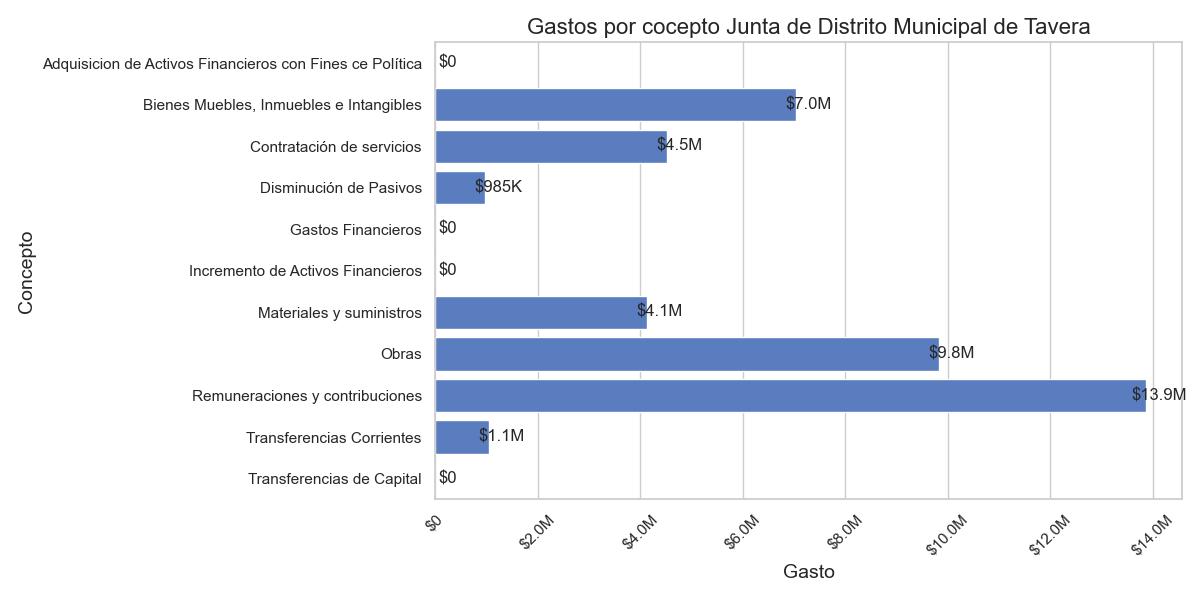 Gastos por cocepto Junta de Distrito Municipal de Tavera
Concepto
Adquisicion de Activos Financieros con Fines ce Política $0
Bienes Muebles, Inmuebles e Intangibles $7.0M
Contratación de servicios $4.5M
Disminución de Pasivos $985K
Gastos Financieros $0
Incremento de Activos Financieros $0
Materiales y suministros $4.1M
Obras $9.8M
Remuneraciones y contribuciones $13.9M
Transferencias Corrientes $1.1M
Transferencias de Capital $0
$0 $2.0M $4.0M $6.0M $8.0M $10.0M $12.0M $14.0M
Gasto